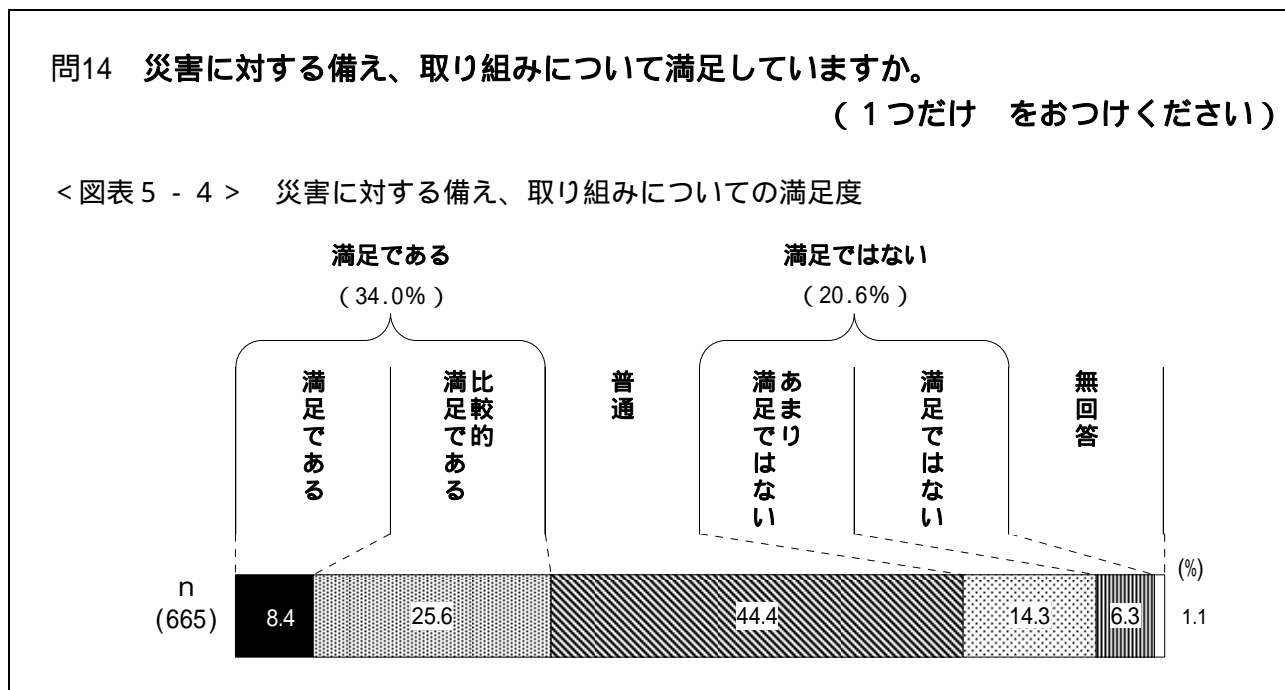 問14　災害に対する備え、取り組みについて満足していますか。
（１つだけ　をおつけください）
＜図表５-４＞　災害に対する備え、取り組みについての満足度
満足である
（34.0%）
満足ではない
（20.6%）
満足である
比較的満足である
普通
あまり満足ではない
満足ではない
無回答
(%)
n
(665)
8.4
25.6
44.4
14.3
6.3
1.1